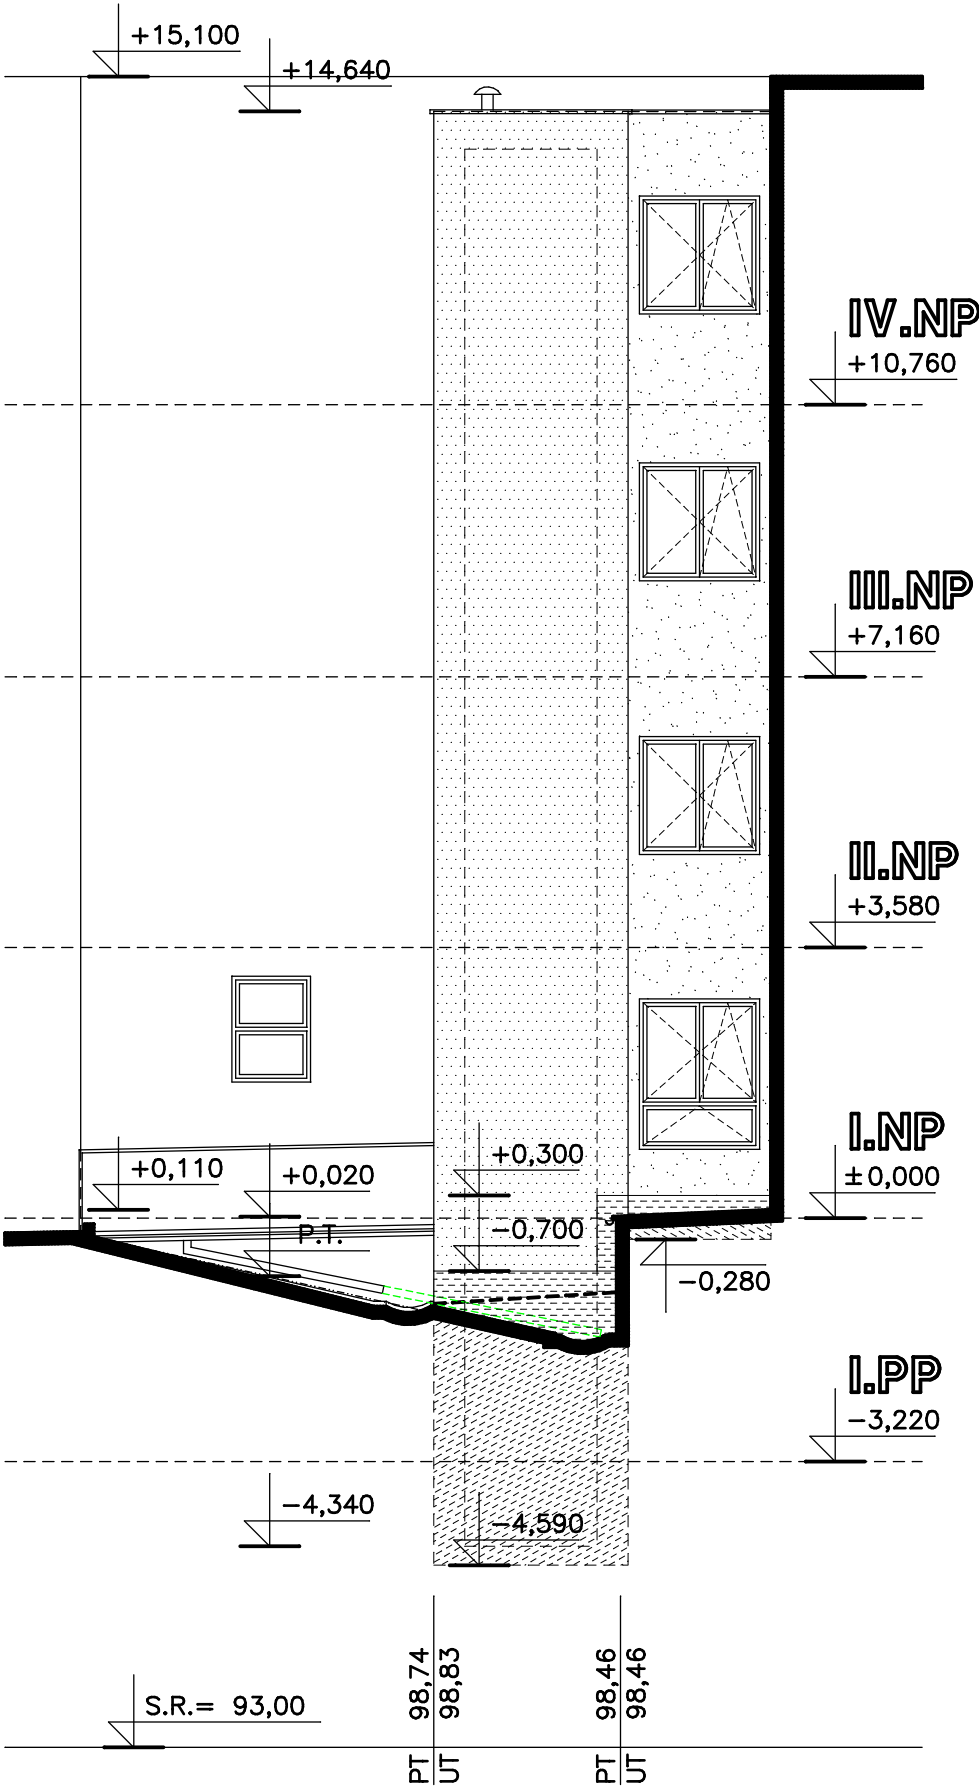 +15,100
+14,640
IV.NP
+10,760
III.NP
+7,160
II.NP
+3,580
I.NP
+0,110
+0,020
+0,300
±0,000
P.T.
-0,700
-0,280
I.PP
-3,220
-4,340
-4,590
98,74
98,83
98,46
98,46
S.R.= 93,00
PT
UT
PT
UT